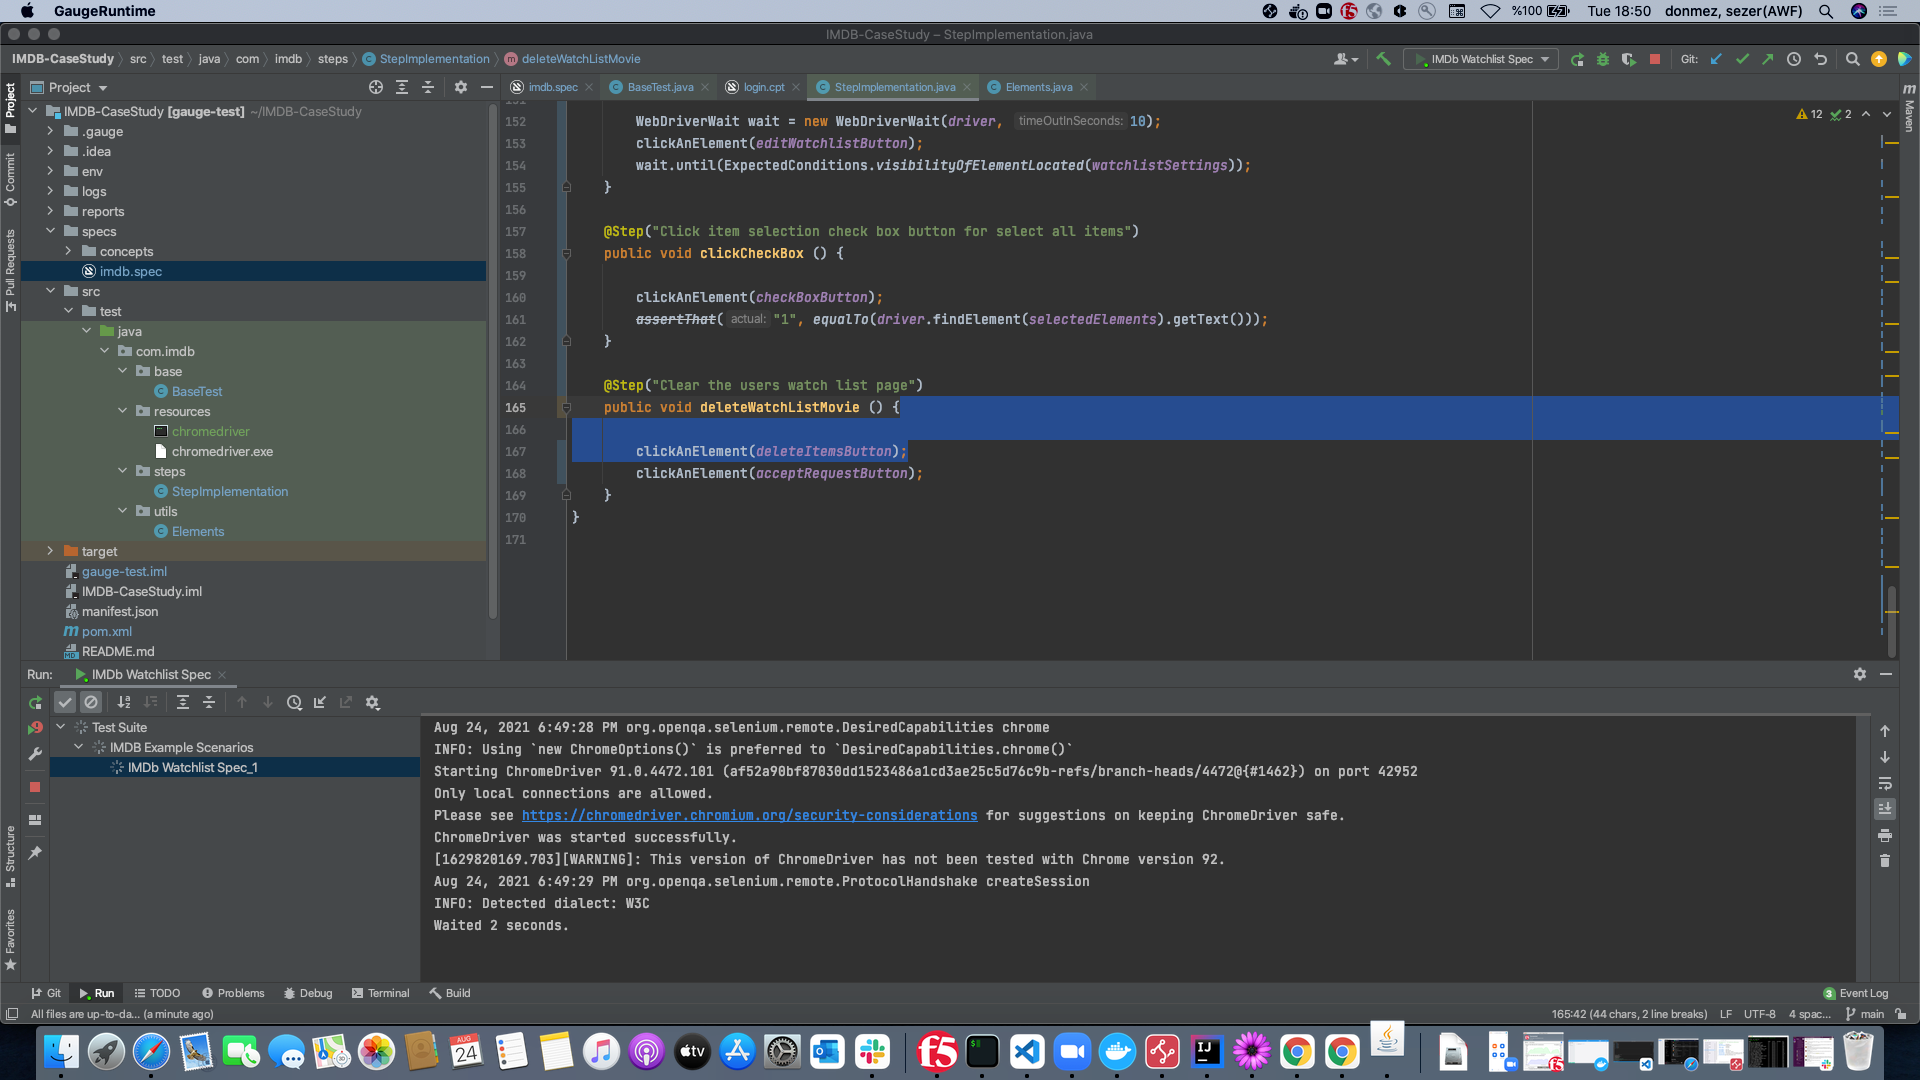 GaugeRuntime
%100
Tue 18:50
donmez, sezer(AWF)
IMDB-CaseStudy – StepImplementation.java
IMDB-CaseStudy
src
test
java
com
imdb
steps
StepImplementation
deleteWatchListMovie
IMDb Watchlist Spec
Git:
Project
imdb.spec
BaseTest.java
login.cpt
StepImplementation.java
Elements.java
Maven
Project
Commit
Pull Requests
Structure
Favorites
IMDB-CaseStudy [gauge-test] ~/IMDB-CaseStudy
.gauge
.idea
env
logs
reports
specs
concepts
imdb.spec
src
test
java
com.imdb
base
BaseTest
resources
chromedriver
chromedriver.exe
steps
StepImplementation
utils
Elements
target
gauge-test.iml
IMDB-CaseStudy.iml
manifest.json
pom.xml
README.md
12
2
151
152 WebDriverWait wait = new WebDriverWait(driver, timeOutInSeconds: 10);
153 clickAnElement(editWatchlistButton);
154 wait.until(ExpectedConditions.visibilityOfElementLocated(watchlistSettings));
155 }
156
157 @Step("Click item selection check box button for select all items")
158 public void clickCheckBox () {
159
160 clickAnElement(checkBoxButton);
161 assertThat( actual: "1", equalTo(driver.findElement(selectedElements).getText()));
162 }
163
164 @Step("Clear the users watch list page")
165 public void deleteWatchListMovie () {
166
167 clickAnElement(deleteItemsButton);
168 clickAnElement(acceptRequestButton);
169 }
170 }
171
Run:
IMDb Watchlist Spec
Test Suite
IMDB Example Scenarios
IMDb Watchlist Spec_1
Aug 24, 2021 6:49:28 PM org.openqa.selenium.remote.DesiredCapabilities chrome
INFO: Using `new ChromeOptions()` is preferred to `DesiredCapabilities.chrome()`
Starting ChromeDriver 91.0.4472.101 (af52a90bf87030dd1523486a1cd3ae25c5d76c9b-refs/branch-heads/4472@{#1462}) on port 42952
Only local connections are allowed.
Please see https://chromedriver.chromium.org/security-considerations for suggestions on keeping ChromeDriver safe.
ChromeDriver was started successfully.
[1629820169.703][WARNING]: This version of ChromeDriver has not been tested with Chrome version 92.
Aug 24, 2021 6:49:29 PM org.openqa.selenium.remote.ProtocolHandshake createSession
INFO: Detected dialect: W3C
Waited 2 seconds.
Git
Run
TODO
Problems
Debug
Terminal
Build
3 Event Log
All files are up-to-da... (a minute ago)
165:42 (44 chars, 2 line breaks)
LF
UTF-8
4 spac...
main
AUG
24
tv
f5
IJ